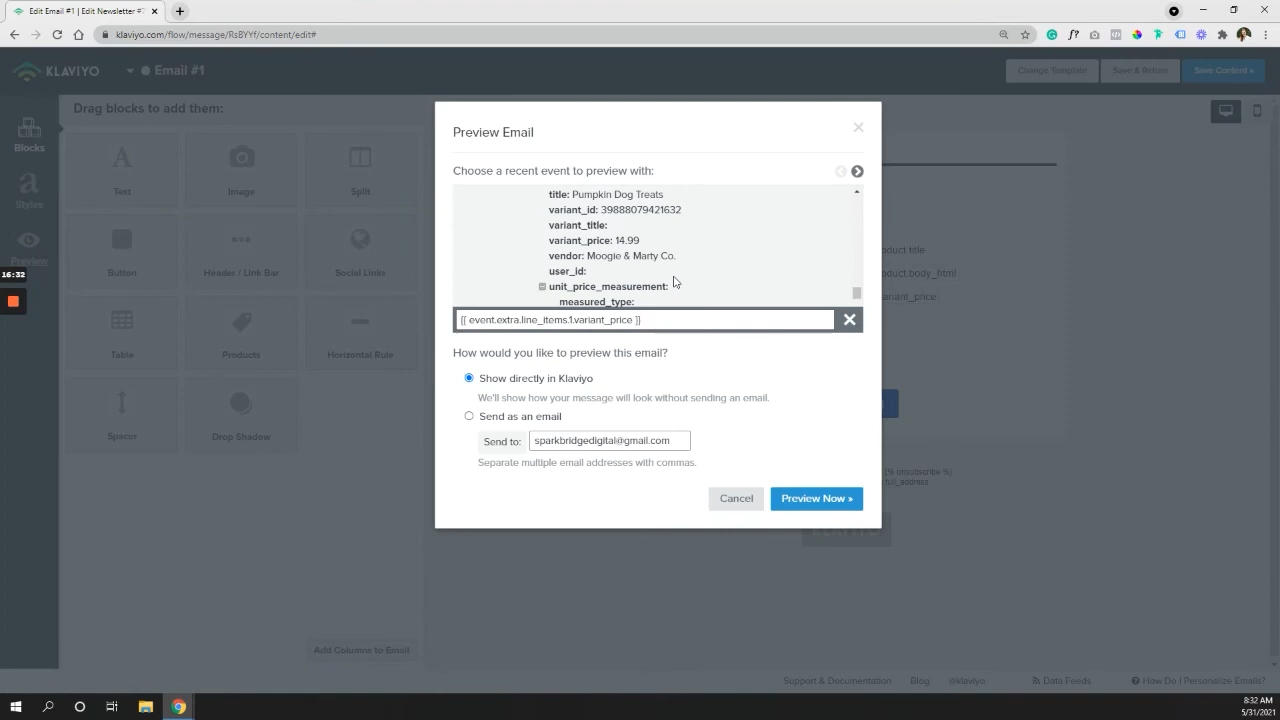 Edit Email #1 | Edit Newsletter #
klaviyo.com/flow/message/RsBYYf/content/edit#
KLAVIYO
Email #1
Change Template
Save & Return
Save Content »
Drag blocks to add them:
Blocks
Styles
Preview
Text
Image
Split
Button
Header / Link Bar
Social Links
Table
Products
Horizontal Rule
Spacer
Drop Shadow
Add Columns to Email
16:32
Preview Email
Choose a recent event to preview with:
title: Pumpkin Dog Treats
variant_id: 39888079421632
variant_title:
variant_price: 14.99
vendor: Moogie & Marty Co.
user_id:
unit_price_measurement:
measured_type:
{{ event.extra.line_items.1.variant_price }}
How would you like to preview this email?
Show directly in Klaviyo
We'll show how your message will look without sending an email.
Send as an email
Send to:
sparkbridgedigital@gmail.com
Separate multiple email addresses with commas.
Cancel
Preview Now »
oduct title
oduct.body_html
variant_price
{% unsubscribe %}
full_address
KLAVIYO
Support & Documentation
Blog
@klaviyo
Data Feeds
How Do I Personalize Emails?
8:32 AM
5/31/2021